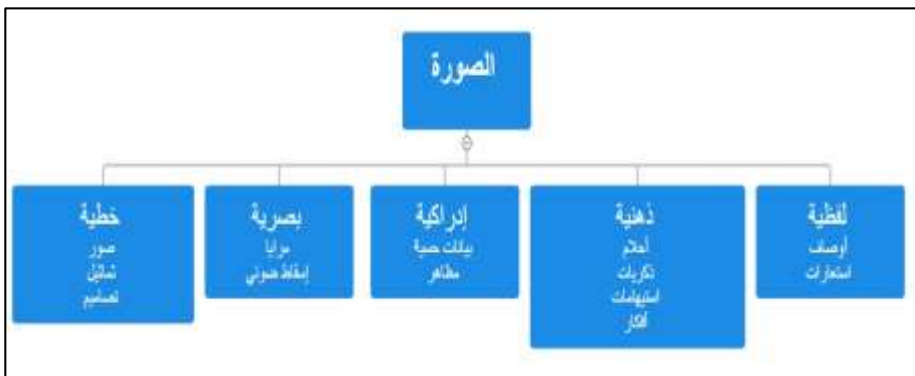 الصورة
لفظية
أوصاف
استعارات
ذهنية
أحلام
ذكريات
استيهامات
أفكار
إدراكية
بيانات حسية
مظاهر
بصرية
مرايا
إسقاط ضوئي
خطية
صور
تماثيل
تصاميم